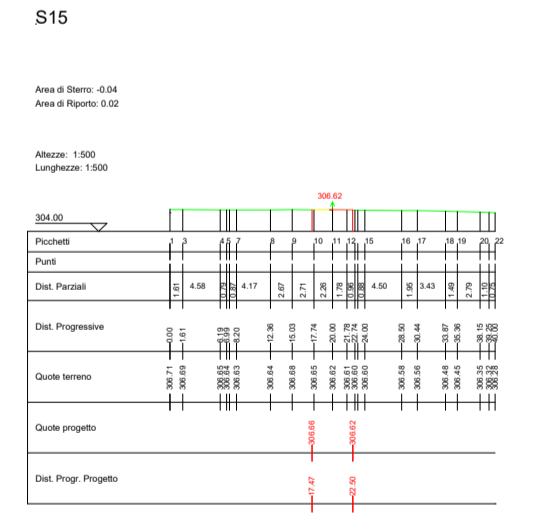 S15
Area di Sterro: -0.04
Area di Riporto: 0.02
Altezze: 1:500
Lunghezze: 1:500
306.62
304.00
Picchetti 1 3 4 5 7 8 9 10 11 12 15 16 17 18 19 20 22
Punti
Dist. Parziali 1.61 4.58 0.79 0.87 4.17 2.67 2.71 2.26 1.78 0.96 0.88 4.50 1.95 3.43 1.49 2.79 1.10 0.75
Dist. Progressive 0.00 1.61 6.19 6.99 8.20 12.36 15.03 17.74 20.00 21.78 22.74 24.00 28.50 30.44 33.87 35.36 38.15 39.25 40.00
Quote terreno 306.71 306.69 306.65 306.64 306.63 306.64 306.68 306.65 306.62 306.61 306.60 306.60 306.58 306.56 306.48 306.45 306.35 306.32 306.28
Quote progetto 306.66 306.62
Dist. Progr. Progetto 17.47 22.50